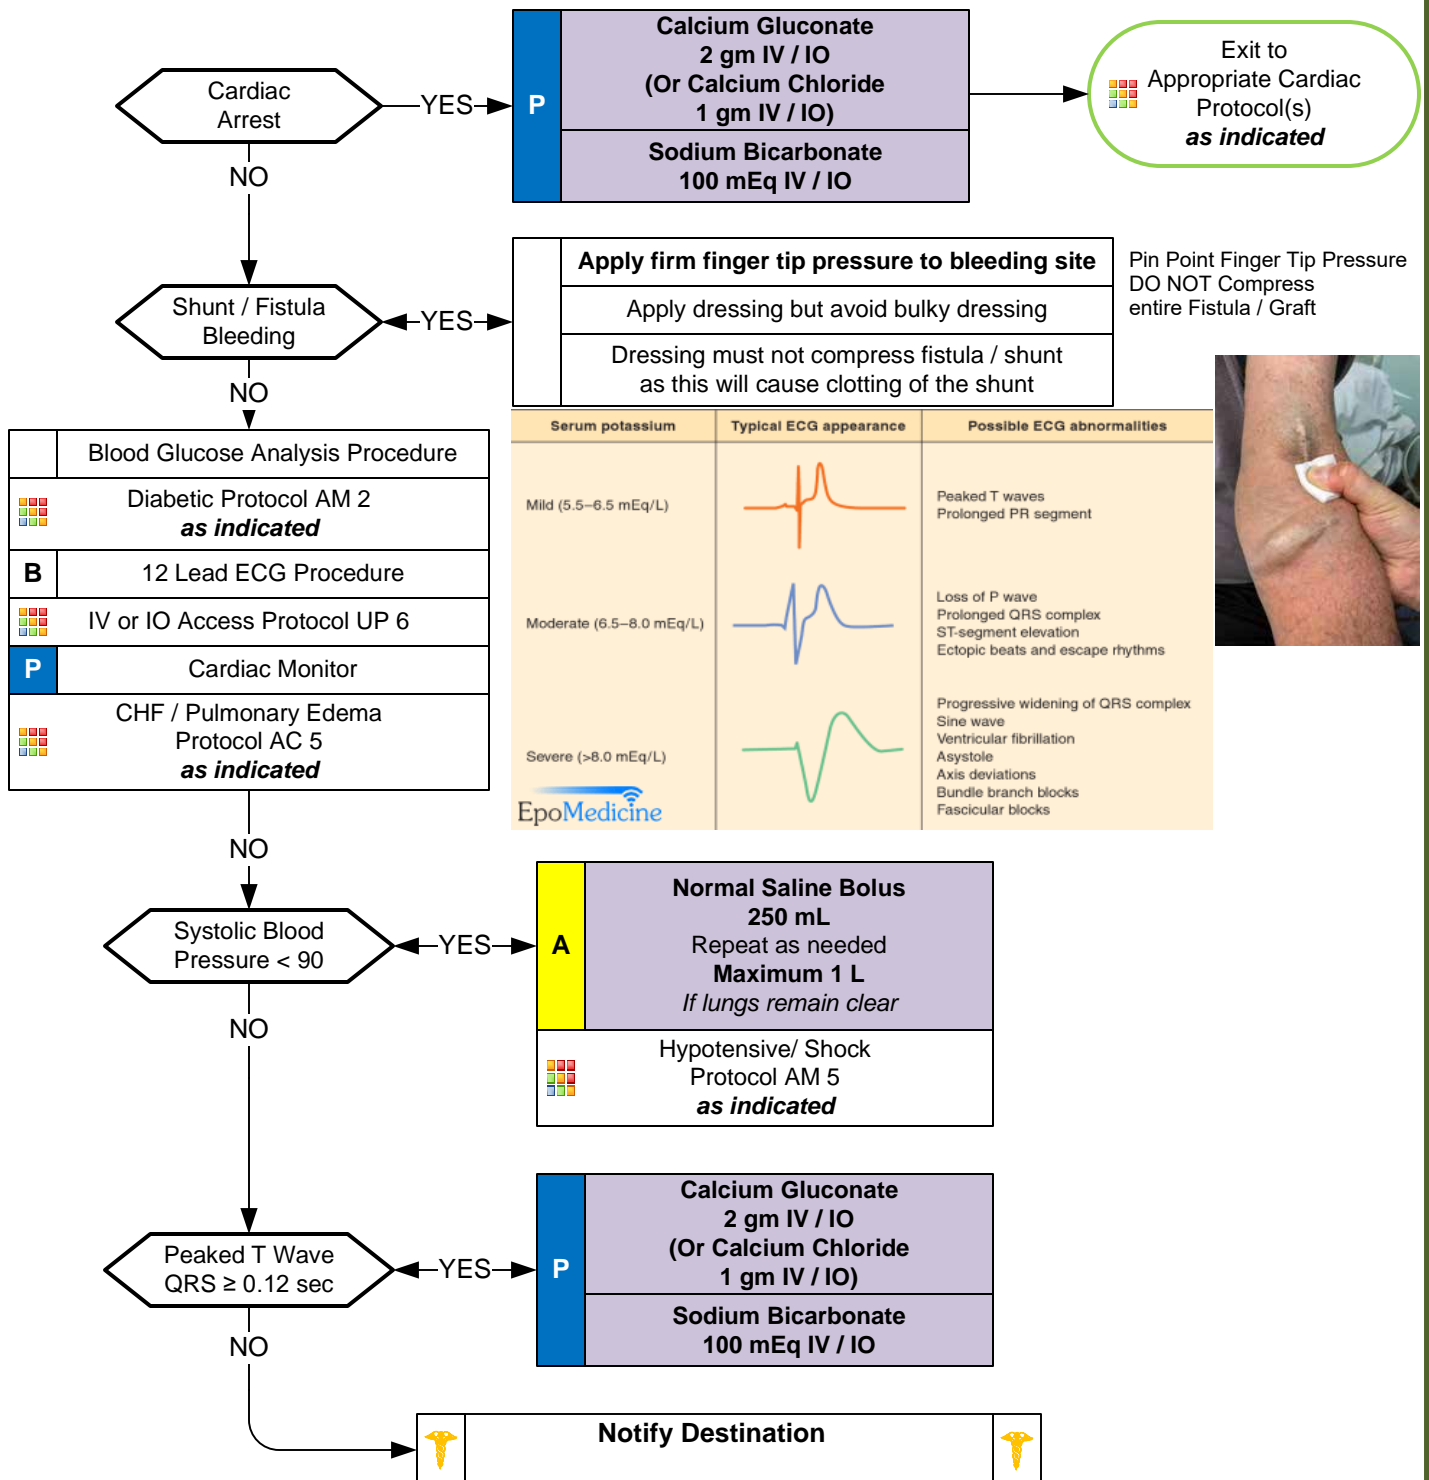 Cardiac
Arrest
YES
P
Calcium Gluconate
2 gm IV / IO
(Or Calcium Chloride
1 gm IV / IO)
Sodium Bicarbonate
100 mEq IV / IO
Exit to
Appropriate Cardiac
Protocol(s)
as indicated
NO
Shunt / Fistula
Bleeding
YES
Apply firm finger tip pressure to bleeding site
Apply dressing but avoid bulky dressing
Dressing must not compress fistula / shunt
as this will cause clotting of the shunt
Pin Point Finger Tip Pressure
DO NOT Compress
entire Fistula / Graft
NO
Blood Glucose Analysis Procedure
Diabetic Protocol AM 2
as indicated
B
12 Lead ECG Procedure
IV or IO Access Protocol UP 6
P
Cardiac Monitor
CHF / Pulmonary Edema
Protocol AC 5
as indicated
Serum potassium
Typical ECG appearance
Possible ECG abnormalities
Mild (5.5–6.5 mEq/L)
Peaked T waves
Prolonged PR segment
Moderate (6.5–8.0 mEq/L)
Loss of P wave
Prolonged QRS complex
ST-segment elevation
Ectopic beats and escape rhythms
Severe (>8.0 mEq/L)
Progressive widening of QRS complex
Sine wave
Ventricular fibrillation
Asystole
Axis deviations
Bundle branch blocks
Fascicular blocks
EpoMedicine
NO
Systolic Blood
Pressure < 90
YES
A
Normal Saline Bolus
250 mL
Repeat as needed
Maximum 1 L
If lungs remain clear
Hypotensive/ Shock
Protocol AM 5
as indicated
NO
Peaked T Wave
QRS ≥ 0.12 sec
YES
P
Calcium Gluconate
2 gm IV / IO
(Or Calcium Chloride
1 gm IV / IO)
Sodium Bicarbonate
100 mEq IV / IO
NO
Notify Destination